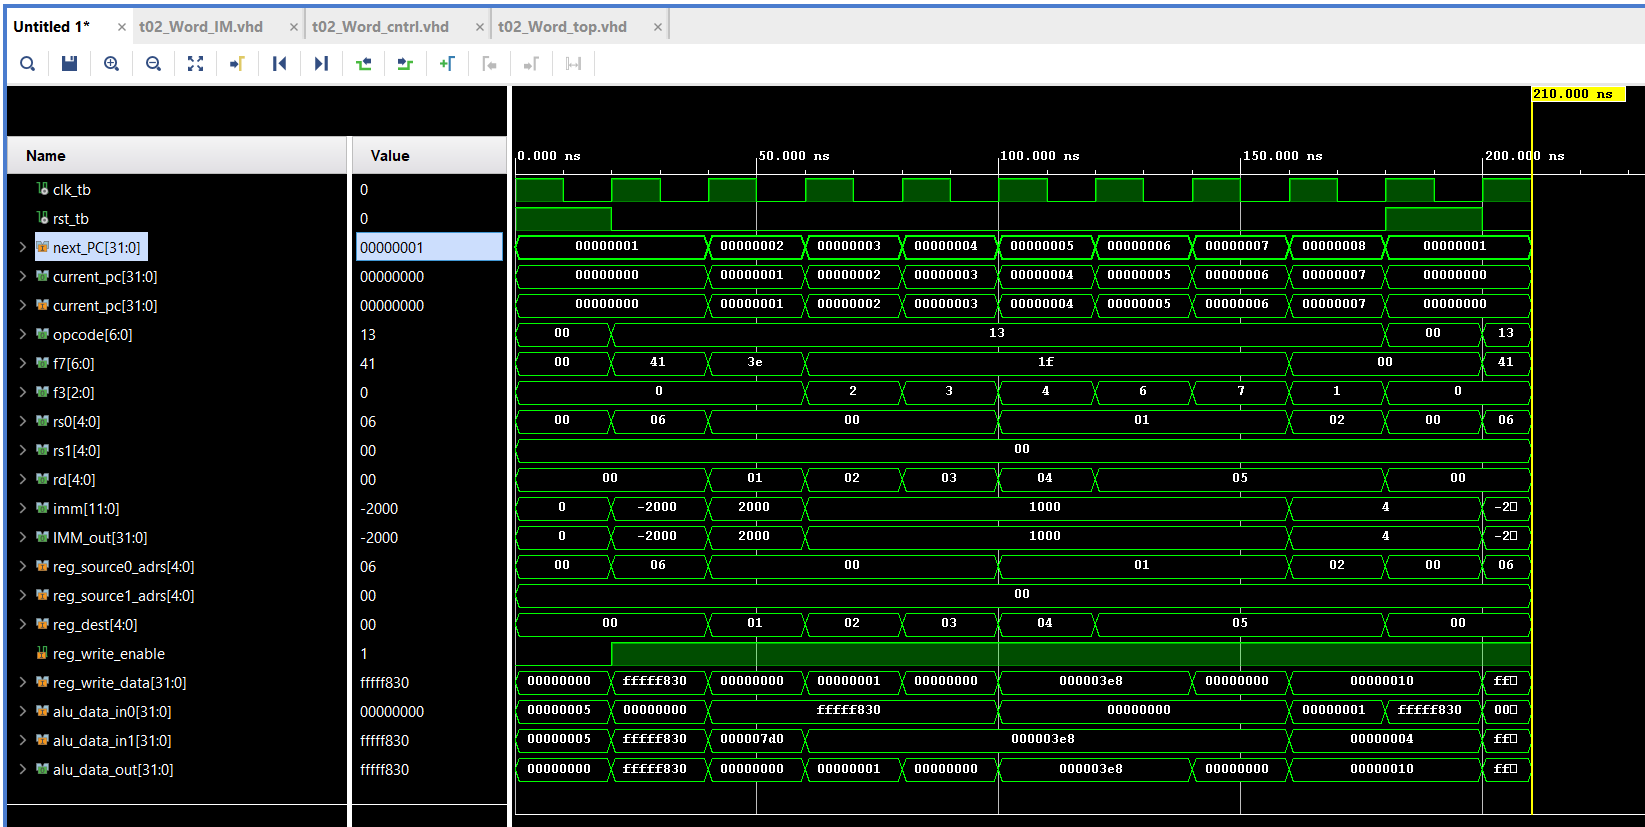 Untitled 1* × t02_Word_IM.vhd × t02_Word_cntrl.vhd × t02_Word_top.vhd ×
210.000 ns
Name Value
0.000 ns 50.000 ns 100.000 ns 150.000 ns 200.000 ns
clk_tb 0
rst_tb 0
next_PC[31:0] 00000001 00000001 00000002 00000003 00000004 00000005 00000006 00000007 00000008 00000001
current_pc[31:0] 00000000 00000000 00000001 00000002 00000003 00000004 00000005 00000006 00000007 00000000
current_pc[31:0] 00000000 00000000 00000001 00000002 00000003 00000004 00000005 00000006 00000007 00000000
opcode[6:0] 13 00 13 00 13
f7[6:0] 41 00 41 3e 1f 00 41
f3[2:0] 0 0 2 3 4 6 7 1 0
rs0[4:0] 06 00 06 00 01 02 00 06
rs1[4:0] 00 00
rd[4:0] 00 00 01 02 03 04 05 00
imm[11:0] -2000 0 -2000 2000 1000 4 -2
IMM_out[31:0] -2000 0 -2000 2000 1000 4 -2
reg_source0_adrs[4:0] 06 00 06 00 01 02 00 06
reg_source1_adrs[4:0] 00 00
reg_dest[4:0] 00 00 01 02 03 04 05 00
reg_write_enable 1
reg_write_data[31:0] fffff830 00000000 fffff830 00000000 00000001 00000000 000003e8 00000000 00000010 ff
alu_data_in0[31:0] 00000000 00000005 00000000 fffff830 00000000 00000001 fffff830 00
alu_data_in1[31:0] fffff830 00000005 fffff830 000007d0 000003e8 00000004 ff
alu_data_out[31:0] fffff830 00000000 fffff830 00000000 00000001 00000000 000003e8 00000000 00000010 ff